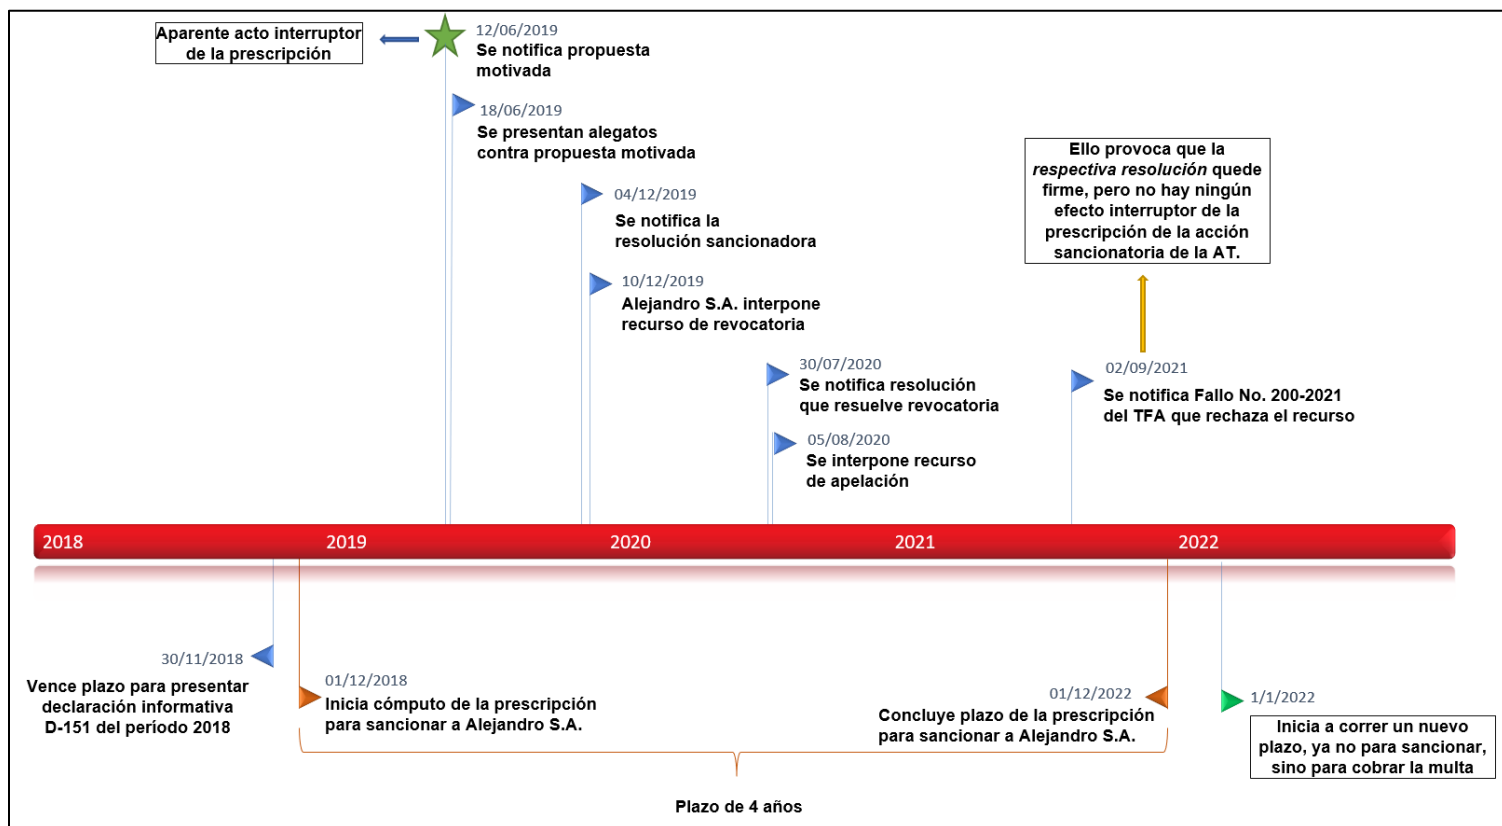 Aparente acto interruptor
de la prescripción
12/06/2019
Se notifica propuesta
motivada
18/06/2019
Se presentan alegatos
contra propuesta motivada
04/12/2019
Se notifica la
resolución sancionadora
10/12/2019
Alejandro S.A. interpone
recurso de revocatoria
30/07/2020
Se notifica resolución
que resuelve revocatoria
05/08/2020
Se interpone recurso
de apelación
Ello provoca que la
respectiva resolución quede
firme, pero no hay ningún
efecto interruptor de la
prescripción de la acción
sancionatoria de la AT.
02/09/2021
Se notifica Fallo No. 200-2021
del TFA que rechaza el recurso
2018
2019
2020
2021
2022
30/11/2018
Vence plazo para presentar
declaración informativa
D-151 del período 2018
01/12/2018
Inicia cómputo de la prescripción
para sancionar a Alejandro S.A.
01/12/2022
Concluye plazo de la prescripción
para sancionar a Alejandro S.A.
1/1/2022
Inicia a correr un nuevo
plazo, ya no para sancionar,
sino para cobrar la multa
Plazo de 4 años